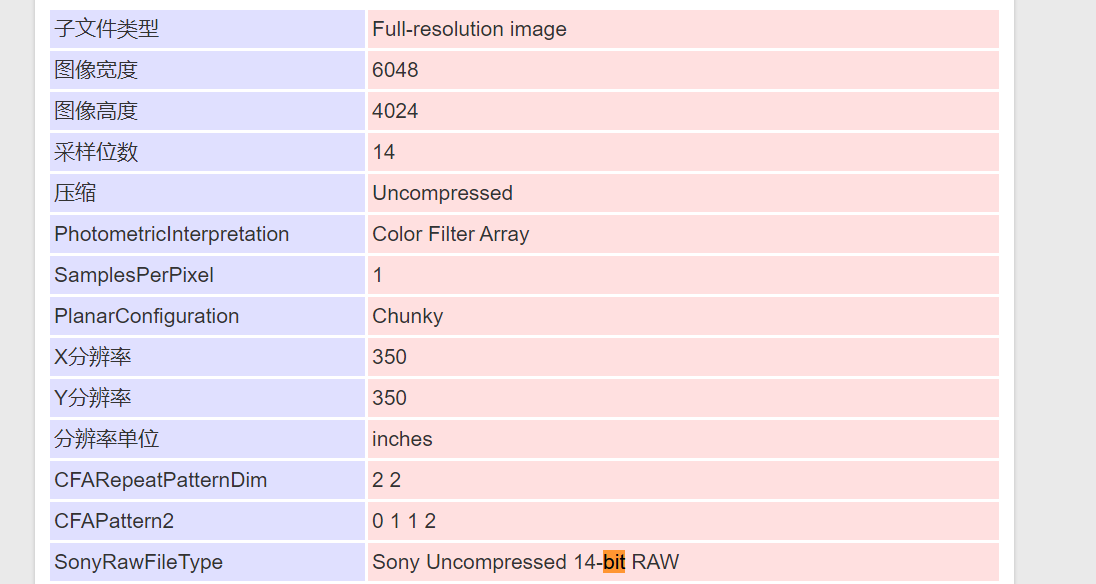 子文件类型 Full-resolution image
图像宽度 6048
图像高度 4024
采样位数 14
压缩 Uncompressed
PhotometricInterpretation Color Filter Array
SamplesPerPixel 1
PlanarConfiguration Chunky
X分辨率 350
Y分辨率 350
分辨率单位 inches
CFARepeatPatternDim 2 2
CFAPattern2 0 1 1 2
SonyRawFileType Sony Uncompressed 14-bit RAW